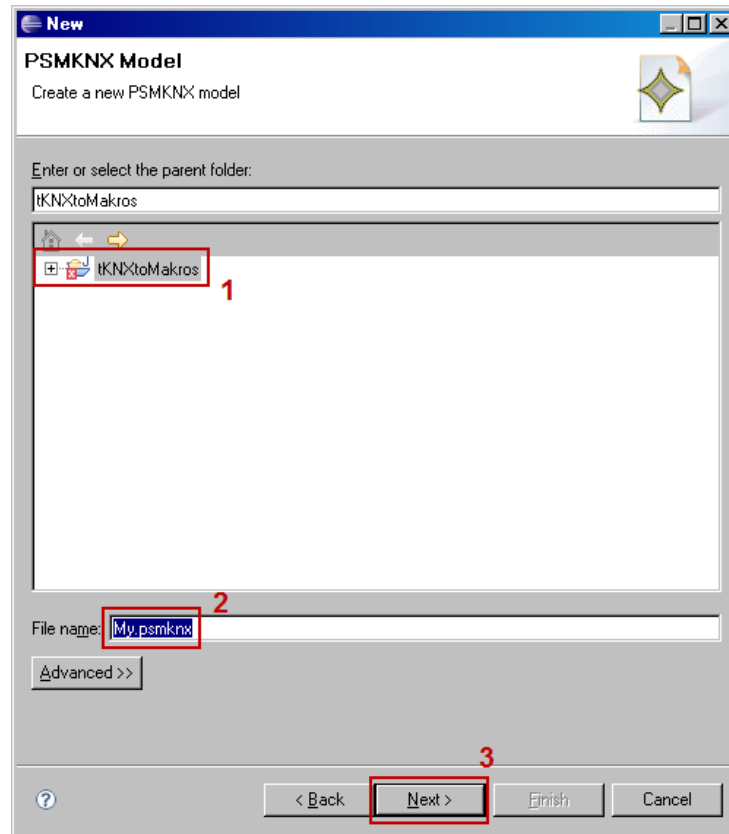 New
PSMKNX Model
Create a new PSMKNX model
Enter or select the parent folder:
tKNXtoMakros
tKNXtoMakros
1
2
File name: My.psmknx
Advanced >>
3
? < Back Next > Finish Cancel